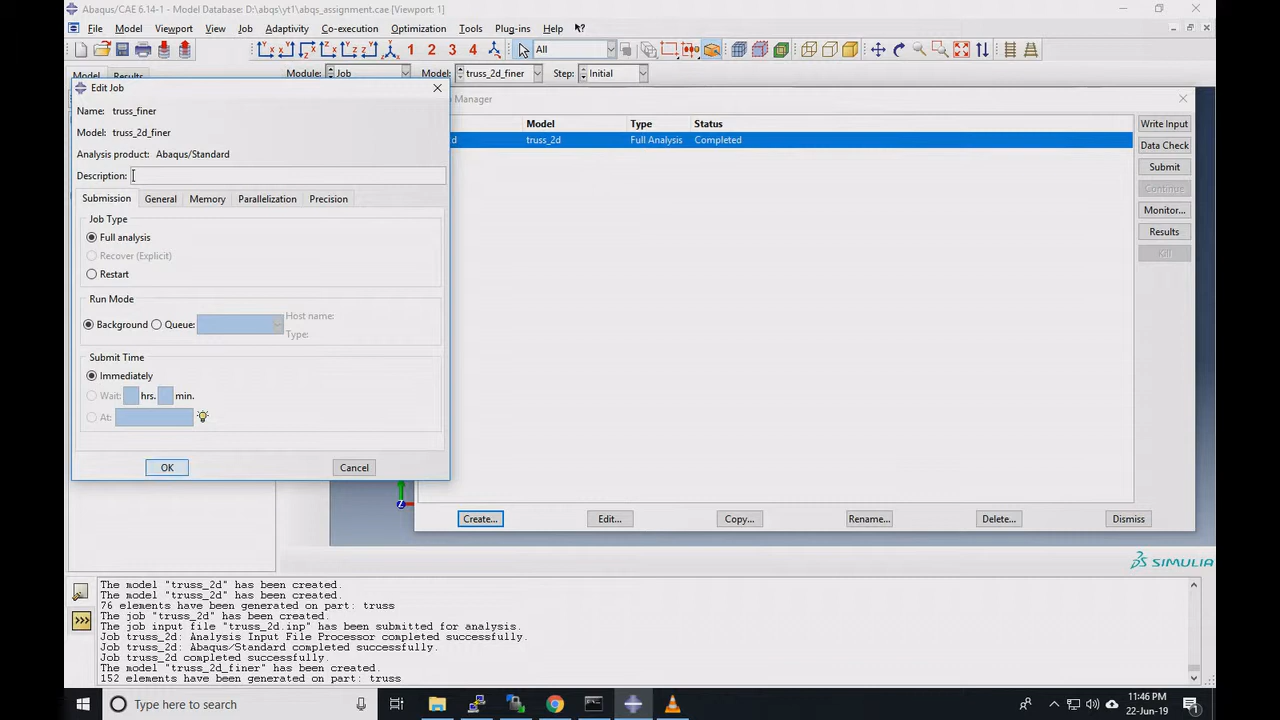 Abaqus/CAE 6.14-1 - Model Database: D:\abqs\yt1\abqs_assignment.cae [Viewport: 1]
File Model Viewport View Job Adaptivity Co-execution Optimization Tools Plug-ins Help
1 2 3 4 All
Model Results Module: Job Model: truss_2d_finer Step: Initial
Edit Job
Manager
Name: truss_finer
Model: truss_2d_finer
Analysis product: Abaqus/Standard
Description:
Submission General Memory Parallelization Precision
Job Type
Full analysis
Recover (Explicit)
Restart
Run Mode
Background Queue: Host name:
Type:
Submit Time
Immediately
Wait: hrs. min.
At:
OK Cancel
Model Type Status
d truss_2d Full Analysis Completed
Write Input
Data Check
Submit
Continue
Monitor...
Results
Kill
Create... Edit... Copy... Rename... Delete... Dismiss
SIMULIA
The model "truss_2d" has been created.
The model "truss_2d" has been created.
76 elements have been generated on part: truss
The job "truss_2d" has been created.
The job input file "truss_2d.inp" has been submitted for analysis.
Job truss_2d: Analysis Input File Processor completed successfully.
Job truss_2d: Abaqus/Standard completed successfully.
Job truss_2d completed successfully.
The model "truss_2d_finer" has been created.
152 elements have been generated on part: truss
Type here to search
11:46 PM
22-Jun-19